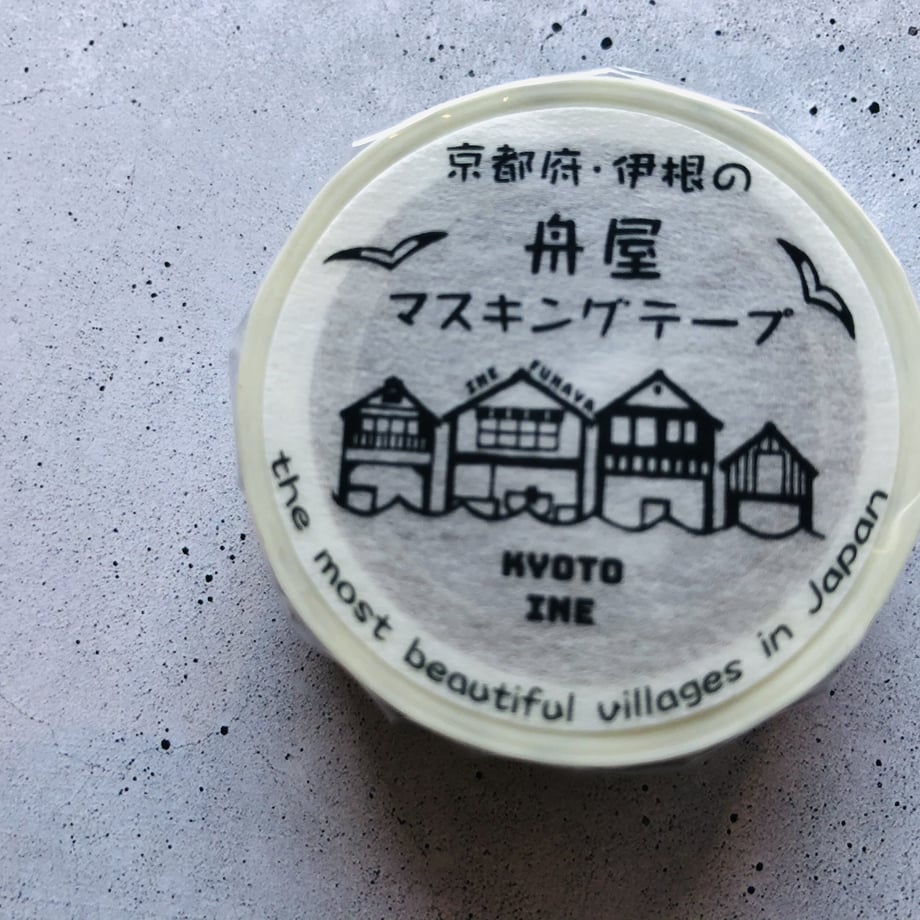 京都府・伊根の
舟屋
マスキングテープ
INE FUNAYA
KYOTO
INE
the most beautiful villages in Japan